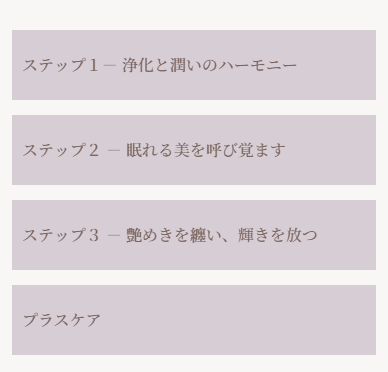 ステップ１－ 浄化と潤いのハーモニー
ステップ２ － 眠れる美を呼び覚ます
ステップ３ － 艶めきを纏い、輝きを放つ
プラスケア